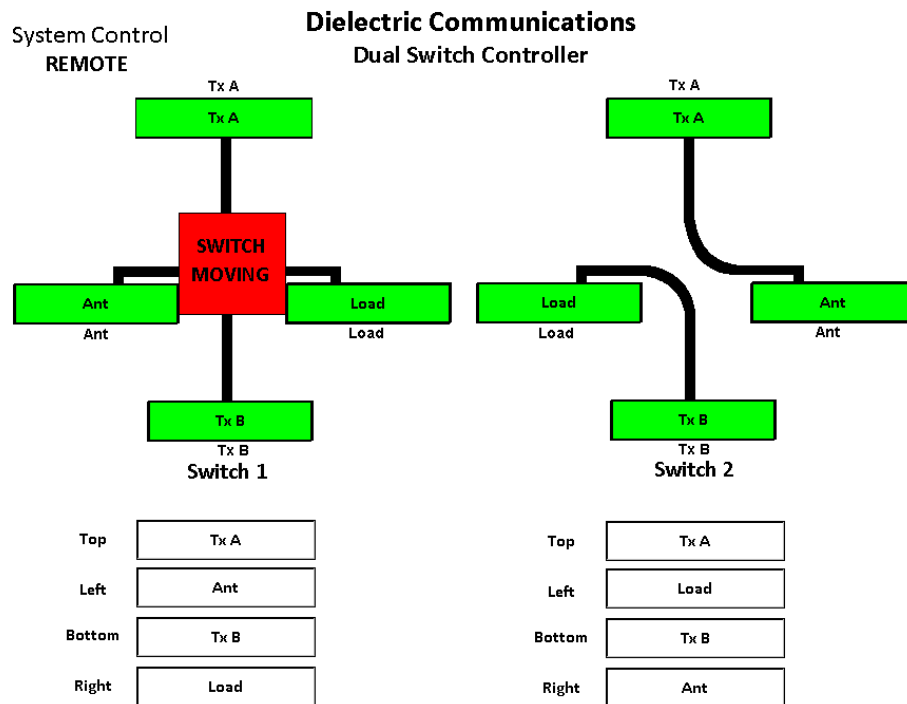 Dielectric Communications
Dual Switch Controller
System Control
REMOTE
Tx A
Tx A
SWITCH
MOVING
Ant
Ant
Load
Load
Tx B
Tx B
Switch 1
Tx A
Tx A
Load
Load
Ant
Ant
Tx B
Tx B
Switch 2
Top Tx A
Left Ant
Bottom Tx B
Right Load
Top Tx A
Left Load
Bottom Tx B
Right Ant